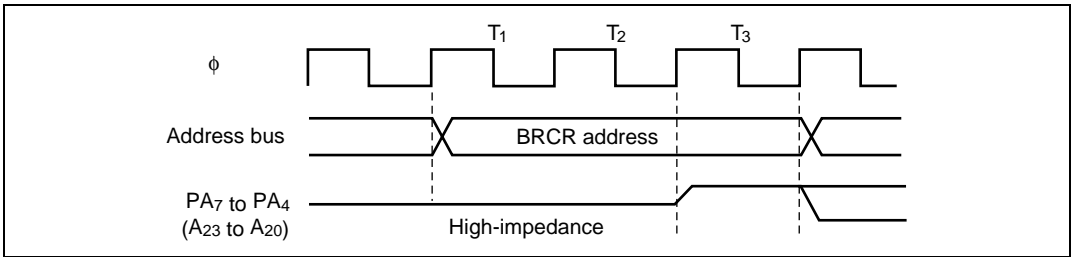 T1 T2 T3
ϕ
Address bus BRCR address
PA7 to PA4
(A23 to A20)
High-impedance